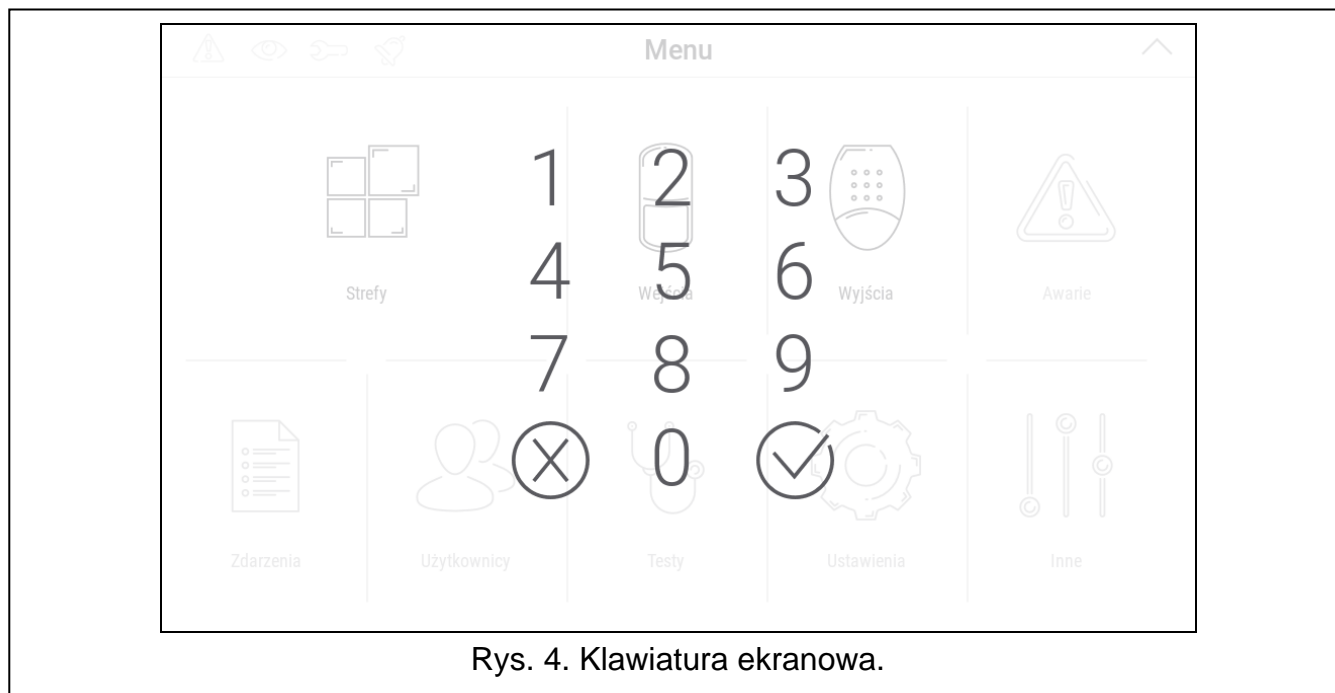 Menu
1 2 3
4 5 6
Strefy Wejścia Wyjścia Awarie
7 8 9
0
Zdarzenia Użytkownicy Testy Ustawienia Inne
Rys. 4. Klawiatura ekranowa.